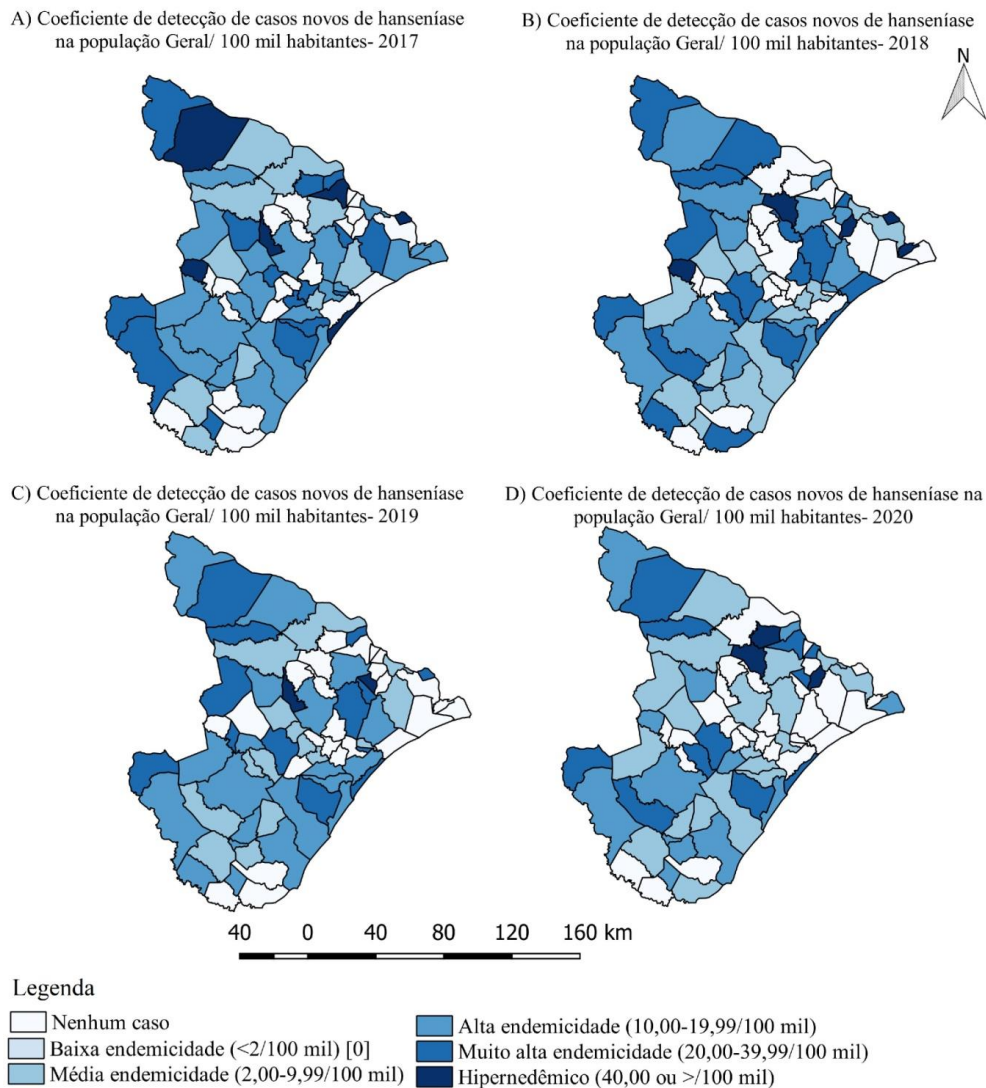 A) Coeficiente de detecção de casos novos de hanseníase
na população Geral/ 100 mil habitantes- 2017
B) Coeficiente de detecção de casos novos de hanseníase
na população Geral/ 100 mil habitantes- 2018
N
C) Coeficiente de detecção de casos novos de hanseníase
na população Geral/ 100 mil habitantes- 2019
D) Coeficiente de detecção de casos novos de hanseníase na
população Geral/ 100 mil habitantes- 2020
40 0 40 80 120 160 km
Legenda
Nenhum caso
Baixa endemicidade (<2/100 mil) [0]
Média endemicidade (2,00-9,99/100 mil)
Alta endemicidade (10,00-19,99/100 mil)
Muito alta endemicidade (20,00-39,99/100 mil)
Hipernedêmico (40,00 ou >/100 mil)